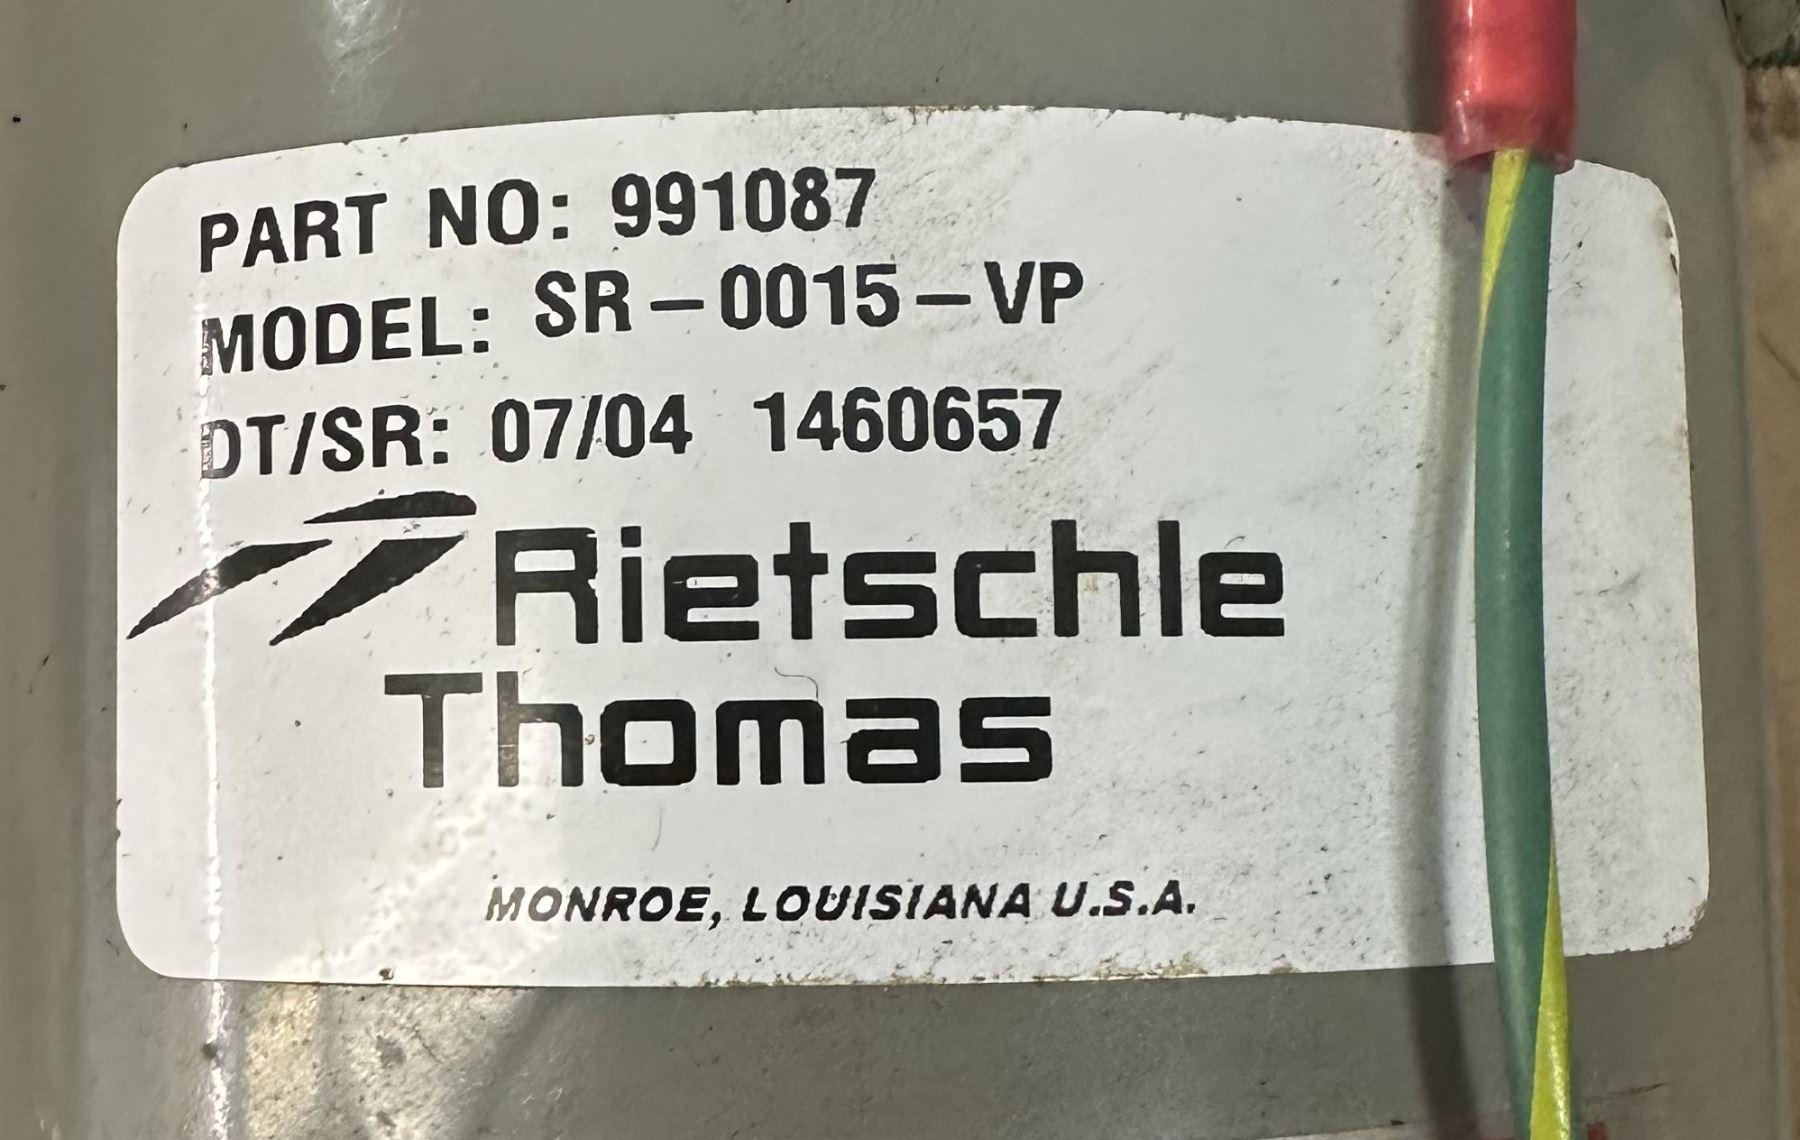 PART NO: 991087
MODEL: SR-0015-VP
DT/SR: 07/04 1460657
Rietschle
Thomas
MONROE, LOUISIANA U.S.A.